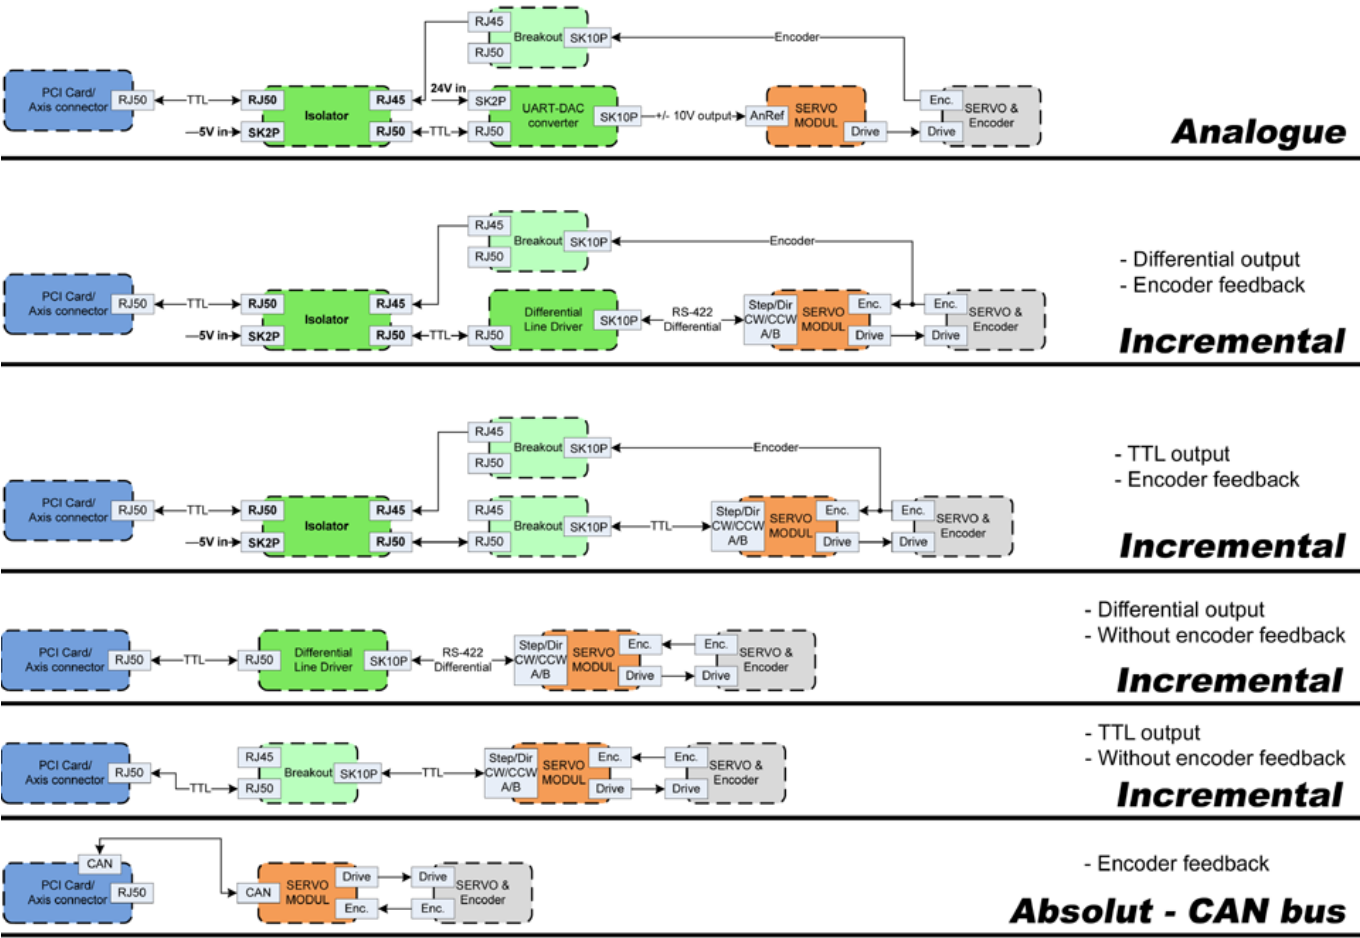 RJ45
Breakout
SK10P
RJ50
Encoder
PCI Card/
Axis connector
RJ50
TTL
RJ50
Isolator
RJ45
5V in
SK2P
RJ50
TTL
24V in
SK2P
UART-DAC
converter
RJ50
SK10P
+/- 10V output
AnRef
SERVO
MODUL
Drive
Enc.
SERVO &
Encoder
Drive
Analogue
RJ45
Breakout
SK10P
RJ50
Encoder
PCI Card/
Axis connector
RJ50
TTL
RJ50
Isolator
RJ45
5V in
SK2P
RJ50
TTL
RJ50
Differential
Line Driver
SK10P
RS-422
Differential
Step/Dir
CW/CCW
A/B
SERVO
MODUL
Enc.
Drive
Enc.
SERVO &
Encoder
Drive
- Differential output
- Encoder feedback
Incremental
RJ45
Breakout
SK10P
RJ50
Encoder
PCI Card/
Axis connector
RJ50
TTL
RJ50
Isolator
RJ45
5V in
SK2P
RJ50
RJ45
Breakout
SK10P
RJ50
TTL
Step/Dir
CW/CCW
A/B
SERVO
MODUL
Enc.
Drive
Enc.
SERVO &
Encoder
Drive
- TTL output
- Encoder feedback
Incremental
PCI Card/
Axis connector
RJ50
TTL
RJ50
Differential
Line Driver
SK10P
RS-422
Differential
Step/Dir
CW/CCW
A/B
SERVO
MODUL
Enc.
Drive
Enc.
SERVO &
Encoder
Drive
- Differential output
- Without encoder feedback
Incremental
PCI Card/
Axis connector
RJ50
TTL
RJ45
Breakout
SK10P
RJ50
TTL
Step/Dir
CW/CCW
A/B
SERVO
MODUL
Enc.
Drive
Enc.
SERVO &
Encoder
Drive
- TTL output
- Without encoder feedback
Incremental
CAN
PCI Card/
Axis connector
RJ50
CAN
SERVO
MODUL
Drive
Enc.
Drive
SERVO &
Encoder
Enc.
- Encoder feedback
Absolut - CAN bus